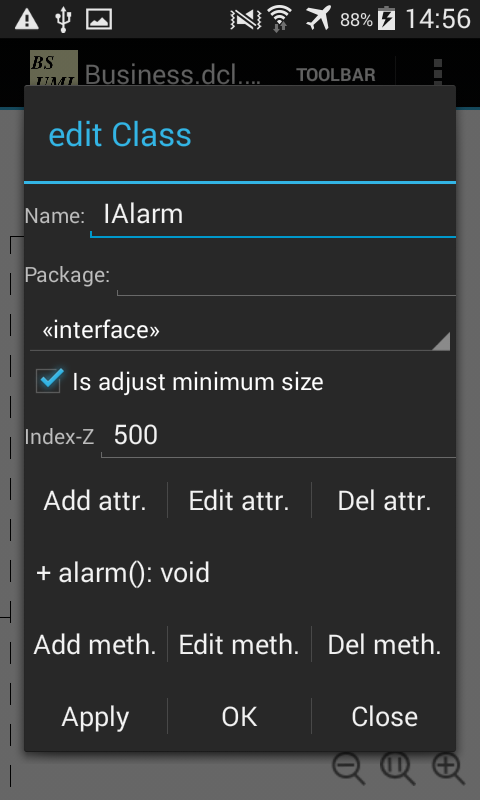 88% 14:56
BS
UML
Business.dcl.... TOOLBAR
edit Class
Name: IAlarm
Package:
«interface»
Is adjust minimum size
Index-Z 500
Add attr. Edit attr. Del attr.
+ alarm(): void
Add meth. Edit meth. Del meth.
Apply OK Close